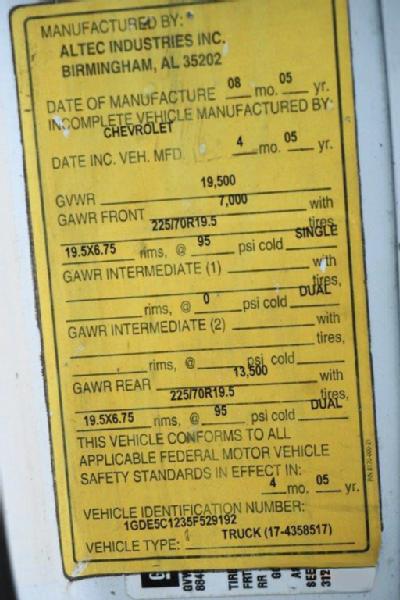 MANUFACTURED BY:
ALTEC INDUSTRIES INC.
BIRMINGHAM, AL 35202
DATE OF MANUFACTURE 08 mo. 05 yr.
INCOMPLETE VEHICLE MANUFACTURED BY:
CHEVROLET
DATE INC. VEH. MFD. 4 mo. 05 yr.
GVWR 19,500
GAWR FRONT 7,000 with
225/70R19.5 tires,
19.5X6.75 rims, @ 95 psi cold SINGLE
GAWR INTERMEDIATE (1) with
tires,
rims, @ 0 psi cold DUAL
GAWR INTERMEDIATE (2) with
tires,
rims, @ psi cold
GAWR REAR 13,500 with
225/70R19.5 tires,
19.5X6.75 rims, @ 95 psi cold DUAL
THIS VEHICLE CONFORMS TO ALL
APPLICABLE FEDERAL MOTOR VEHICLE
SAFETY STANDARDS IN EFFECT IN:
4 mo. 05 yr.
VEHICLE IDENTIFICATION NUMBER:
1GDE5C1235F529192
VEHICLE TYPE: TRUCK (17-4358517)